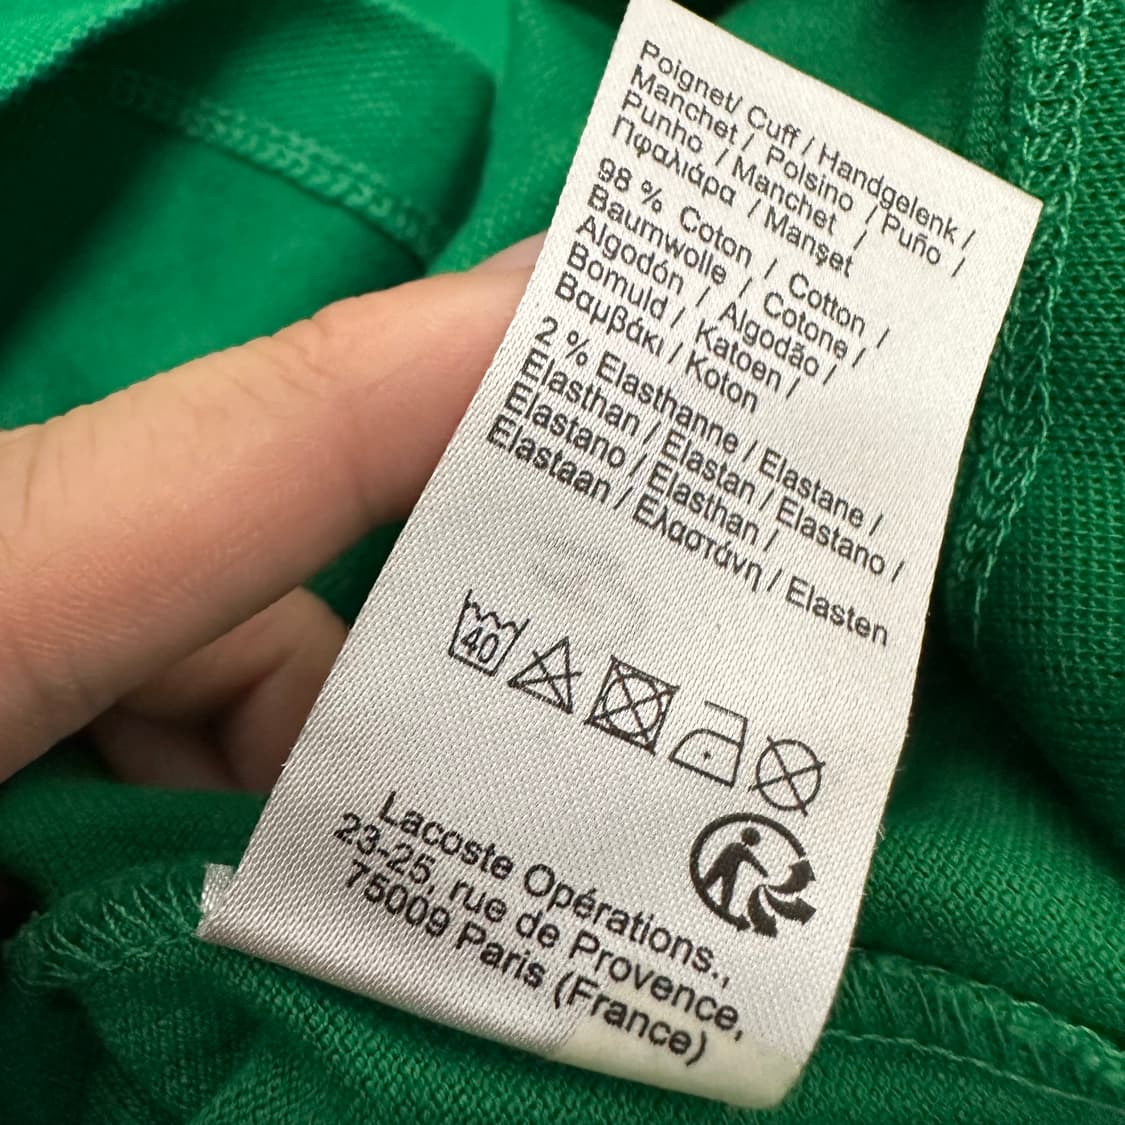 Poignet/ Cuff / Handgelenk /
Manchet / Polsino / Puño /
Punho / Manchet /
Πφαλιάρα / Manşet
98 % Coton / Cotton /
Baumwolle / Cotone /
Algodón / Algodão /
Bomuld / Katoen /
Βαμβάκι / Koton
2 % Elasthanne / Elastane /
Elasthan / Elastan / Elastano /
Elastano / Elasthan /
Elastaan / Ελαστάνη / Elasten
40
Lacoste Opérations.,
23-25, rue de Provence,
75009 Paris (France)